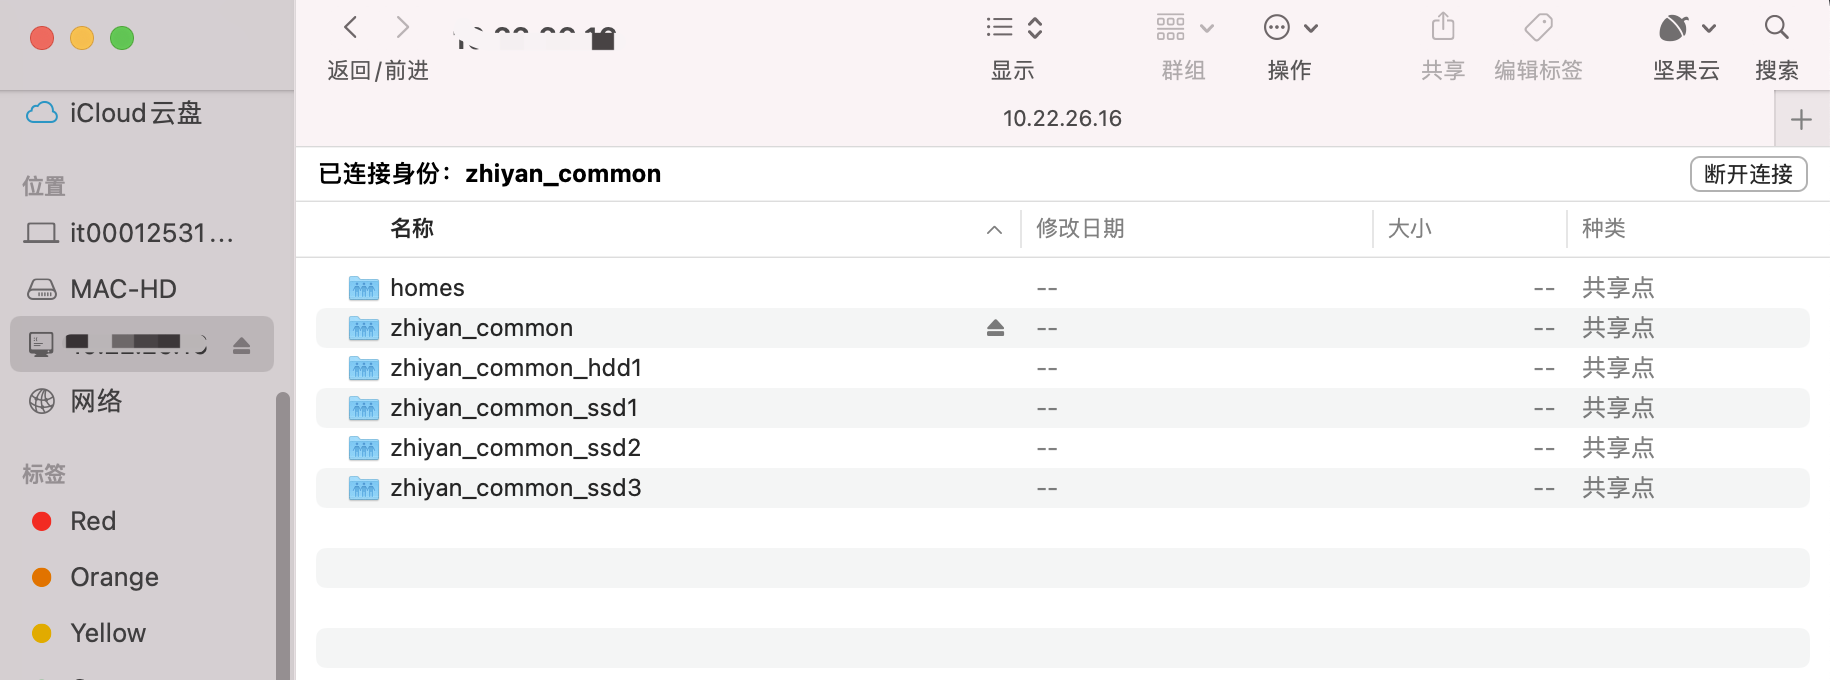 返回/前进
显示
群组
操作
共享
编辑标签
坚果云
搜索
10.22.26.16
iCloud云盘
位置
it00012531...
MAC-HD
网络
标签
Red
Orange
Yellow
已连接身份：zhiyan_common
断开连接
名称 修改日期 大小 种类
homes -- -- 共享点
zhiyan_common -- -- 共享点
zhiyan_common_hdd1 -- -- 共享点
zhiyan_common_ssd1 -- -- 共享点
zhiyan_common_ssd2 -- -- 共享点
zhiyan_common_ssd3 -- -- 共享点